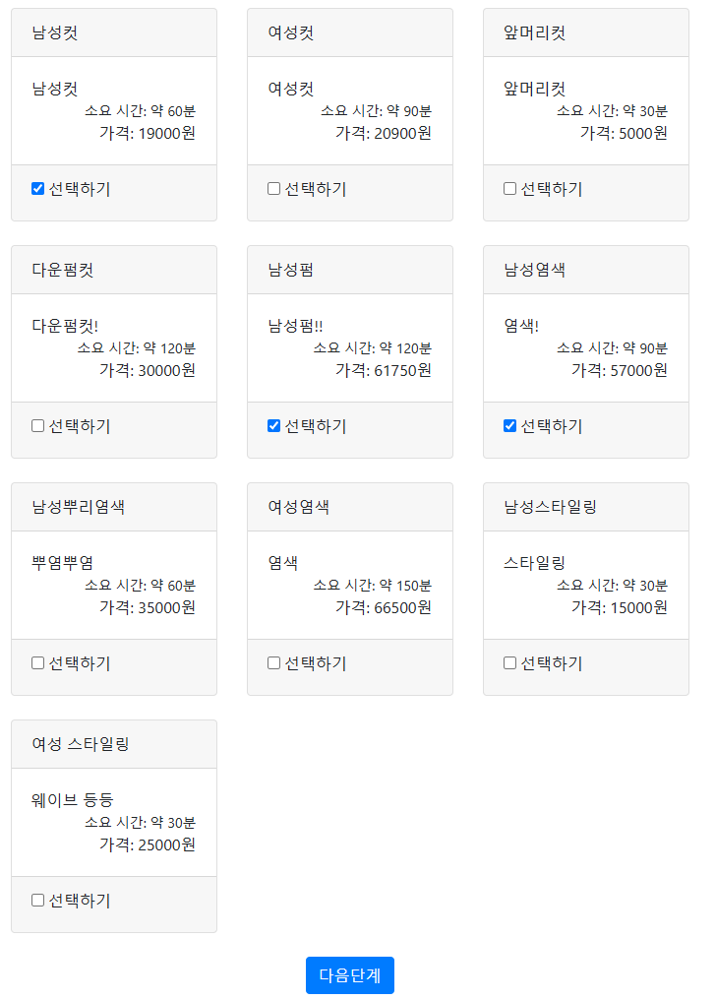 남성컷
남성컷
소요 시간: 약 60분
가격: 19000원
선택하기
여성컷
여성컷
소요 시간: 약 90분
가격: 20900원
선택하기
앞머리컷
앞머리컷
소요 시간: 약 30분
가격: 5000원
선택하기
다운펌컷
다운펌컷!
소요 시간: 약 120분
가격: 30000원
선택하기
남성펌
남성펌!!
소요 시간: 약 120분
가격: 61750원
선택하기
남성염색
염색!
소요 시간: 약 90분
가격: 57000원
선택하기
남성뿌리염색
뿌염뿌염
소요 시간: 약 60분
가격: 35000원
선택하기
여성염색
염색
소요 시간: 약 150분
가격: 66500원
선택하기
남성스타일링
스타일링
소요 시간: 약 30분
가격: 15000원
선택하기
여성 스타일링
웨이브 등등
소요 시간: 약 30분
가격: 25000원
선택하기
다음단계